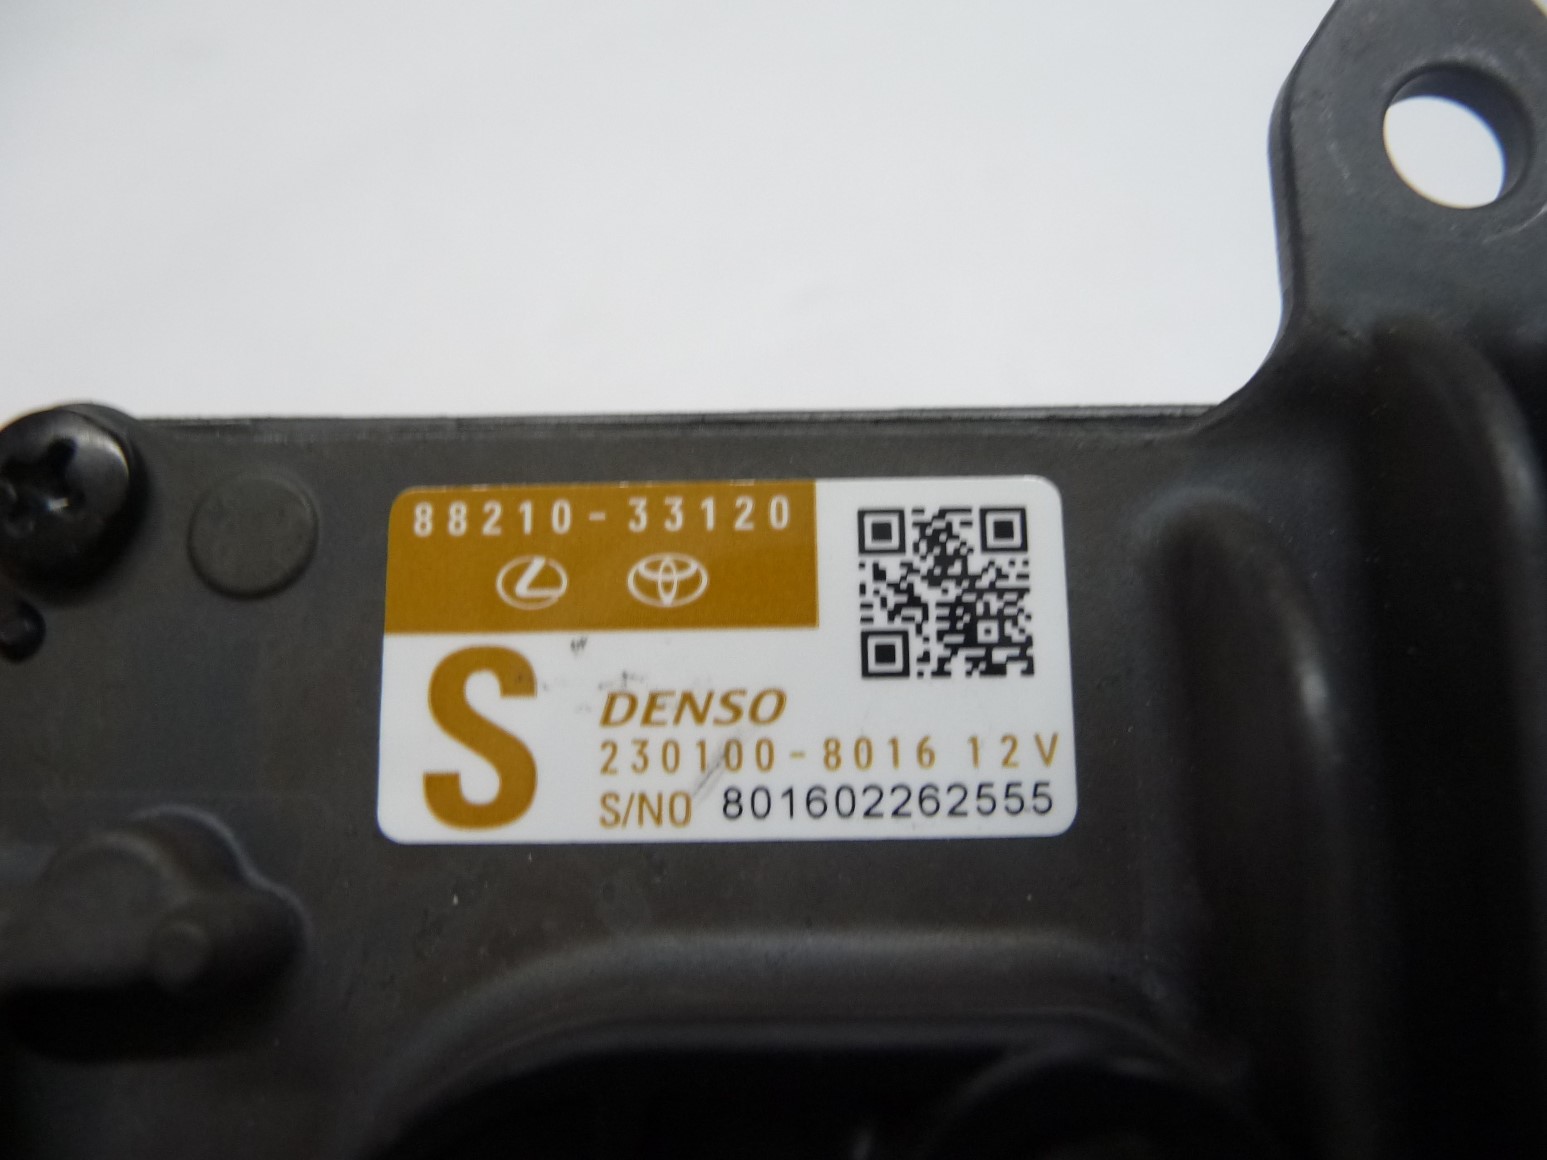 88210-33120
S
DENSO
230100-8016 12V
S/NO 801602262555